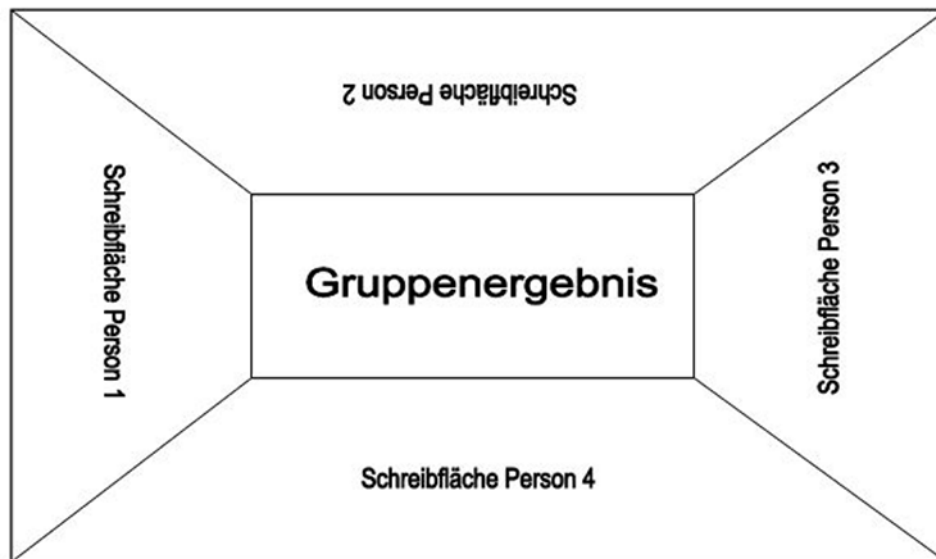 Schreibfläche Person 2
Schreibfläche Person 1
Gruppenergebnis
Schreibfläche Person 3
Schreibfläche Person 4